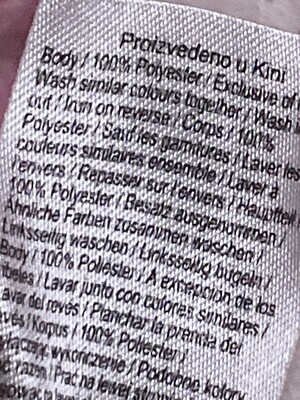 Proizvedeno u Kini
Body / 100% Polyester / Exclusive of
Wash similar colours together / Wash
out / Iron on reverse / Corps / 100%
Polyester / Sauf les garnitures / Laver les
couleurs similaires ensemble / Laver à
l'envers / Repasser sur l'envers / Hauptteil
100% Polyester / Besatz ausgenommen /
Ähnliche Farben zusammen waschen /
Linksseitig waschen / Linksseitig bügeln /
Body / 100% Poliester / A excepción de los
ribetes / Lavar junto con colores similares /
Lavar del revés / Planchar la prenda del
revés / Korpus / 100% Poliester /
wykończenie / Podobne kolory
razem / Prać na lewej stronie